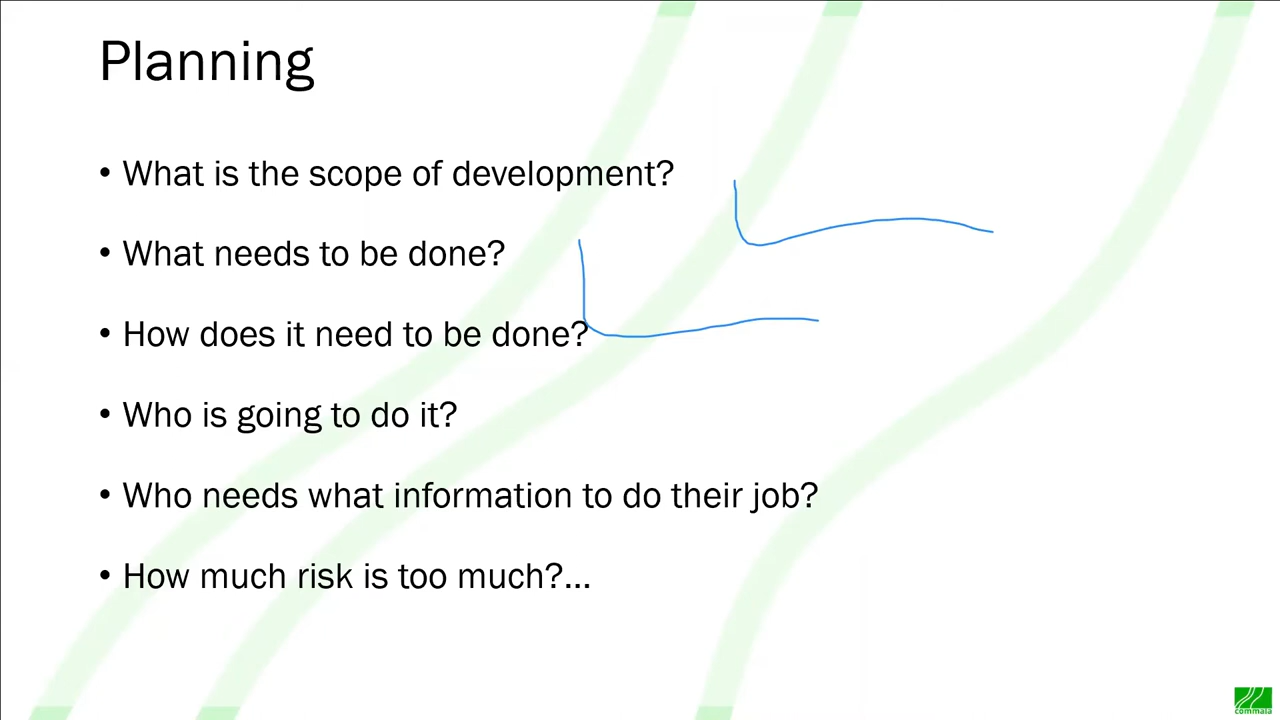 Planning
• What is the scope of development?
• What needs to be done?
• How does it need to be done?
• Who is going to do it?
• Who needs what information to do their job?
• How much risk is too much?...
commaia